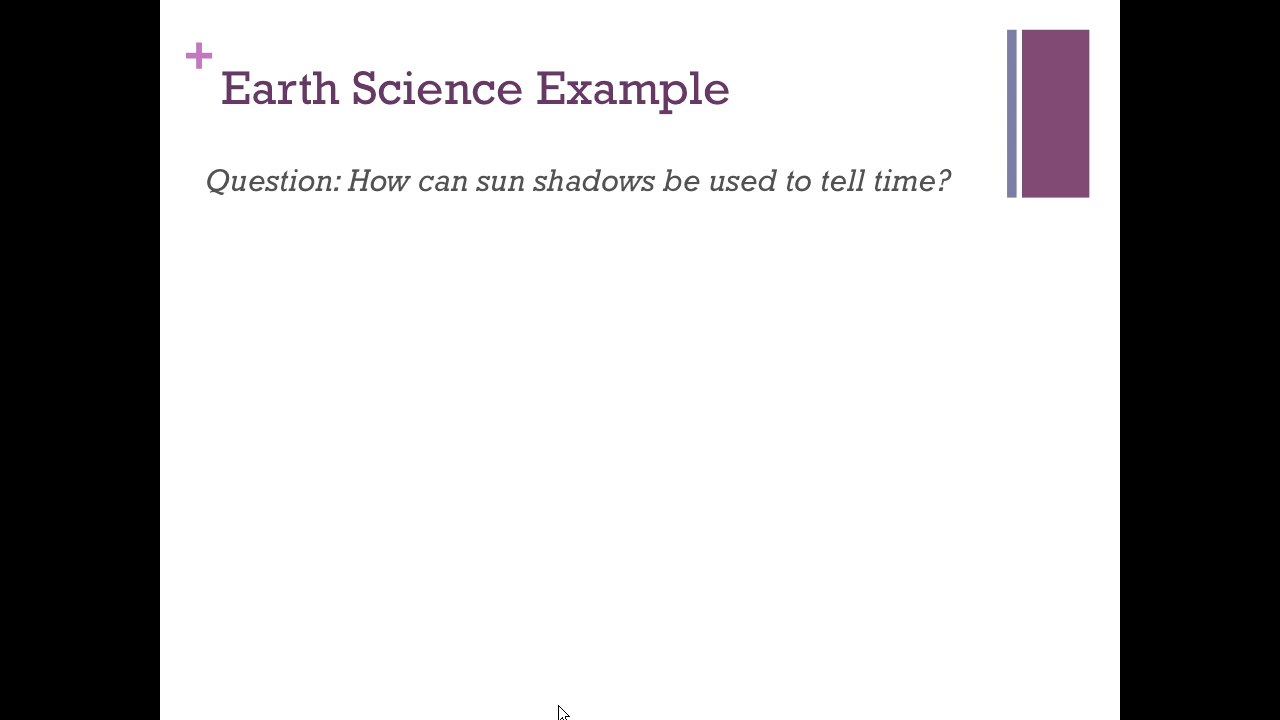 +
Earth Science Example
Question: How can sun shadows be used to tell time?